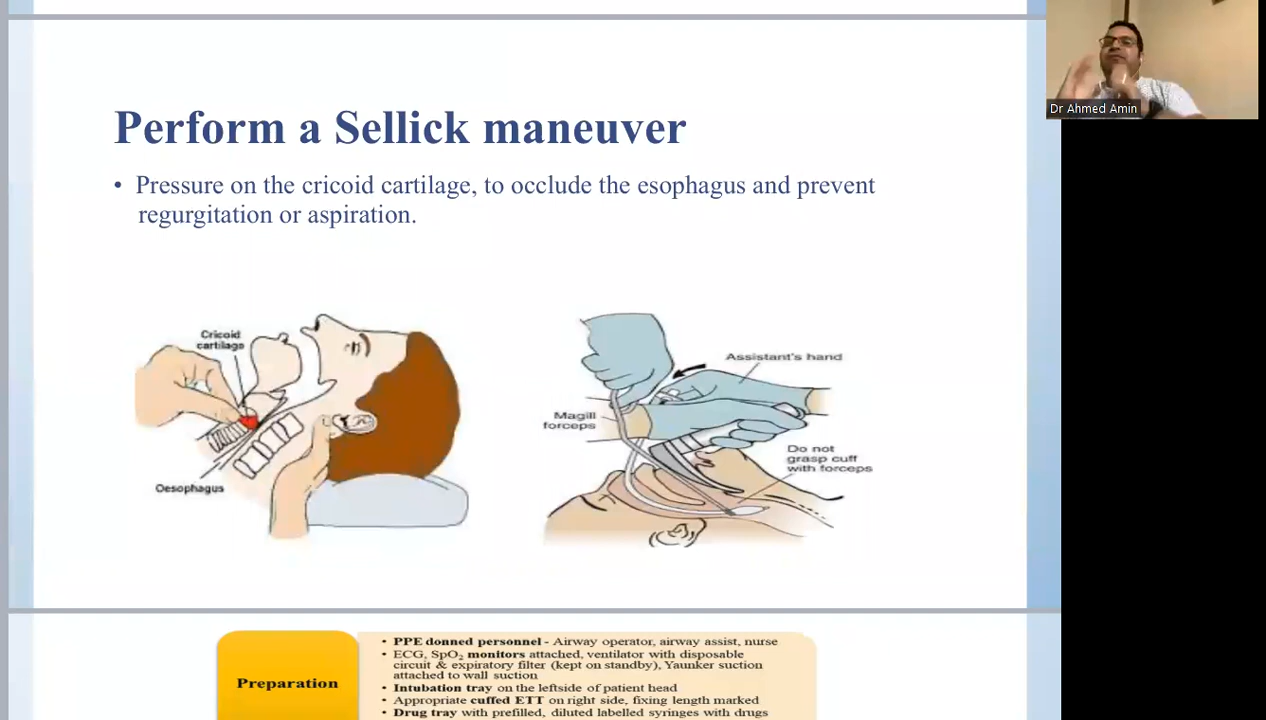 Perform a Sellick maneuver
• Pressure on the cricoid cartilage, to occlude the esophagus and prevent
regurgitation or aspiration.
Cricoid
cartilage
Oesophagus
Assistant's hand
Magill
forceps
Do not
grasp cuff
with forceps
Preparation
• PPE donned personnel - Airway operator, airway assist, nurse
• ECG, SpO₂ monitors attached, ventilator with disposable
circuit & expiratory filter (kept on standby), Yaunker suction
attached to wall suction
• Intubation tray on the leftside of patient head
• Appropriate cuffed ETT on right side, fixing length marked
• Drug tray with prefilled, diluted labelled syringes with drugs
Dr Ahmed Amin